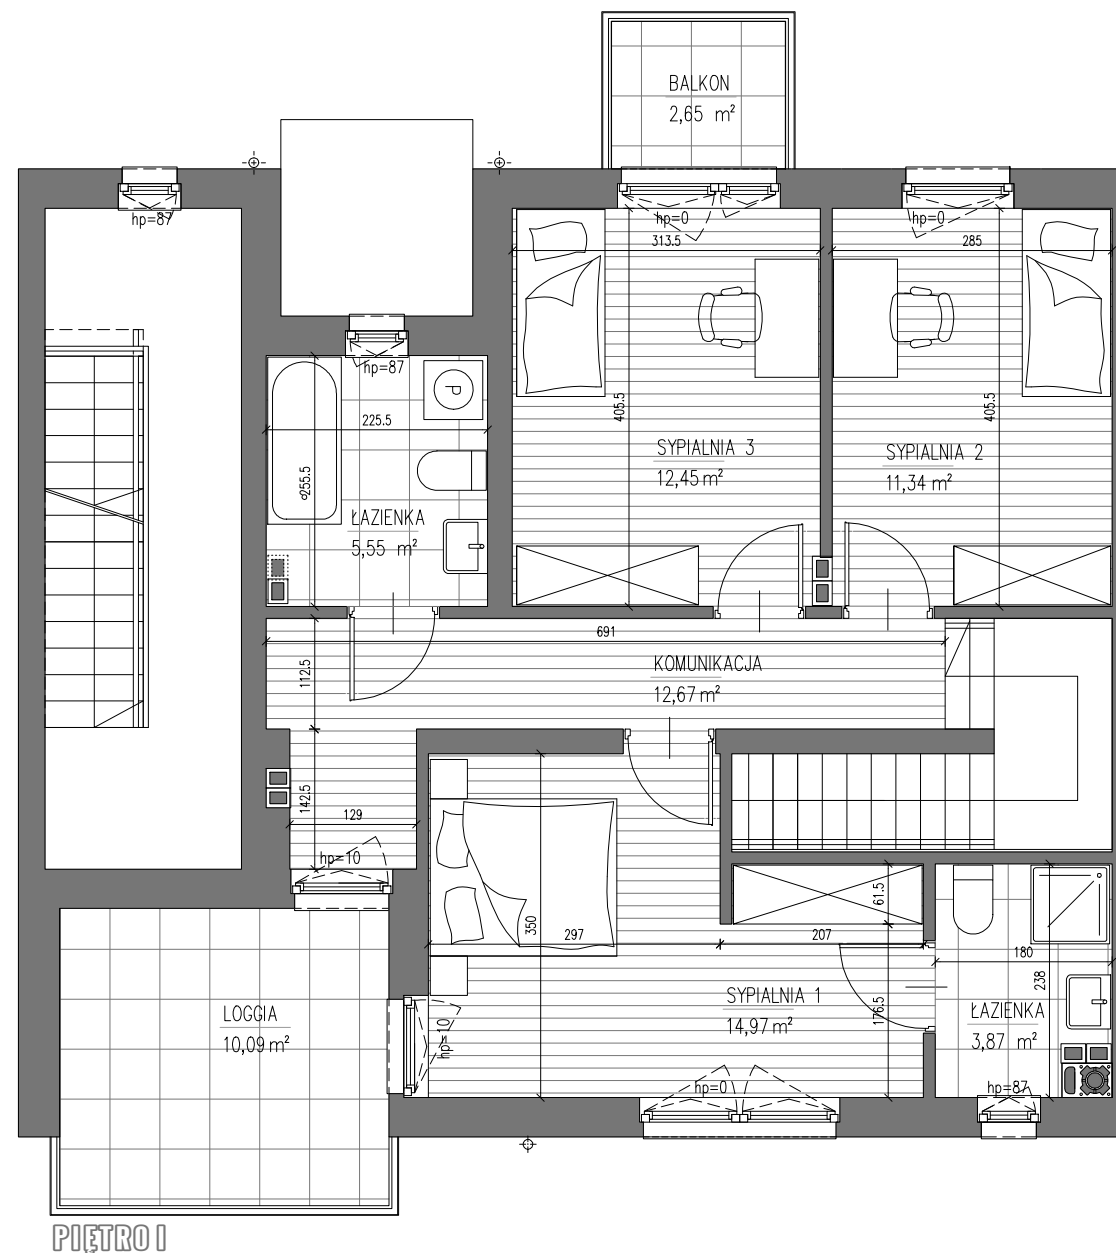 BALKON
2,65 m²
hp=87
hp=0
hp=0
313.5
285
hp=87
225.5
P
405.5
405.5
SYPIALNIA 3
12,45 m²
SYPIALNIA 2
11,34 m²
255.5
ŁAZIENKA
5,55 m²
691
112.5
KOMUNIKACJA
12,67 m²
142.5
129
hp=10
61.5
350
297
207
180
238
SYPIALNIA 1
14,97 m²
176.5
ŁAZIENKA
3,87 m²
LOGGIA
10,09 m²
hp=10
hp=0
hp=87
PIĘTRO I